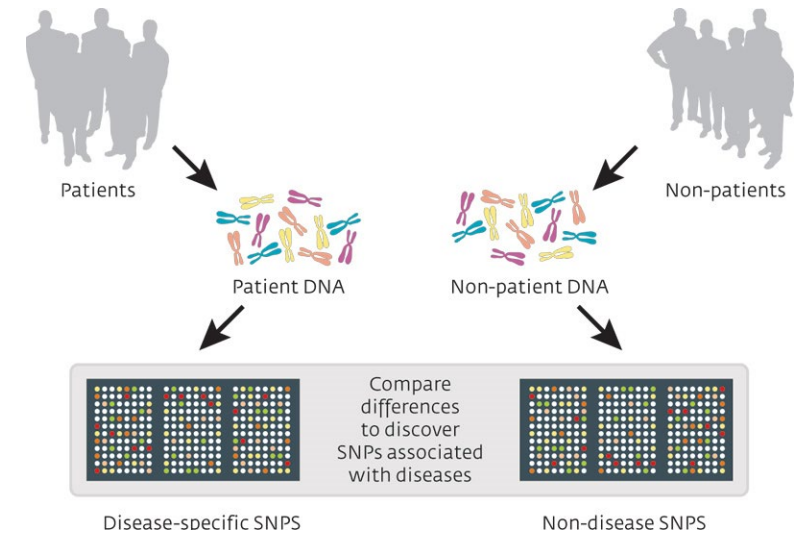 Patients
Non-patients
Patient DNA
Non-patient DNA
Compare
differences
to discover
SNPs associated
with diseases
Disease-specific SNPS
Non-disease SNPS